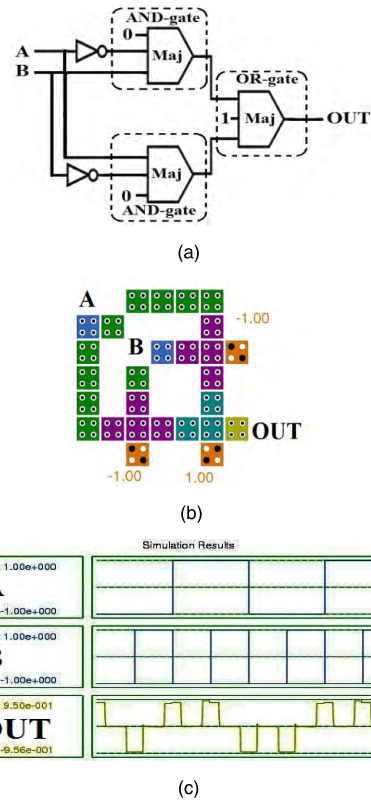 AND-gate
0
A
Maj
B
OR-gate
1
Maj
OUT
Maj
0
AND-gate
(a)
A
-1.00
B
OUT
-1.00
1.00
(b)
Simulation Results
1.00e+000
-1.00e+000
1.00e+000
-1.00e+000
9.50e-001
OUT
-9.56e-001
(c)